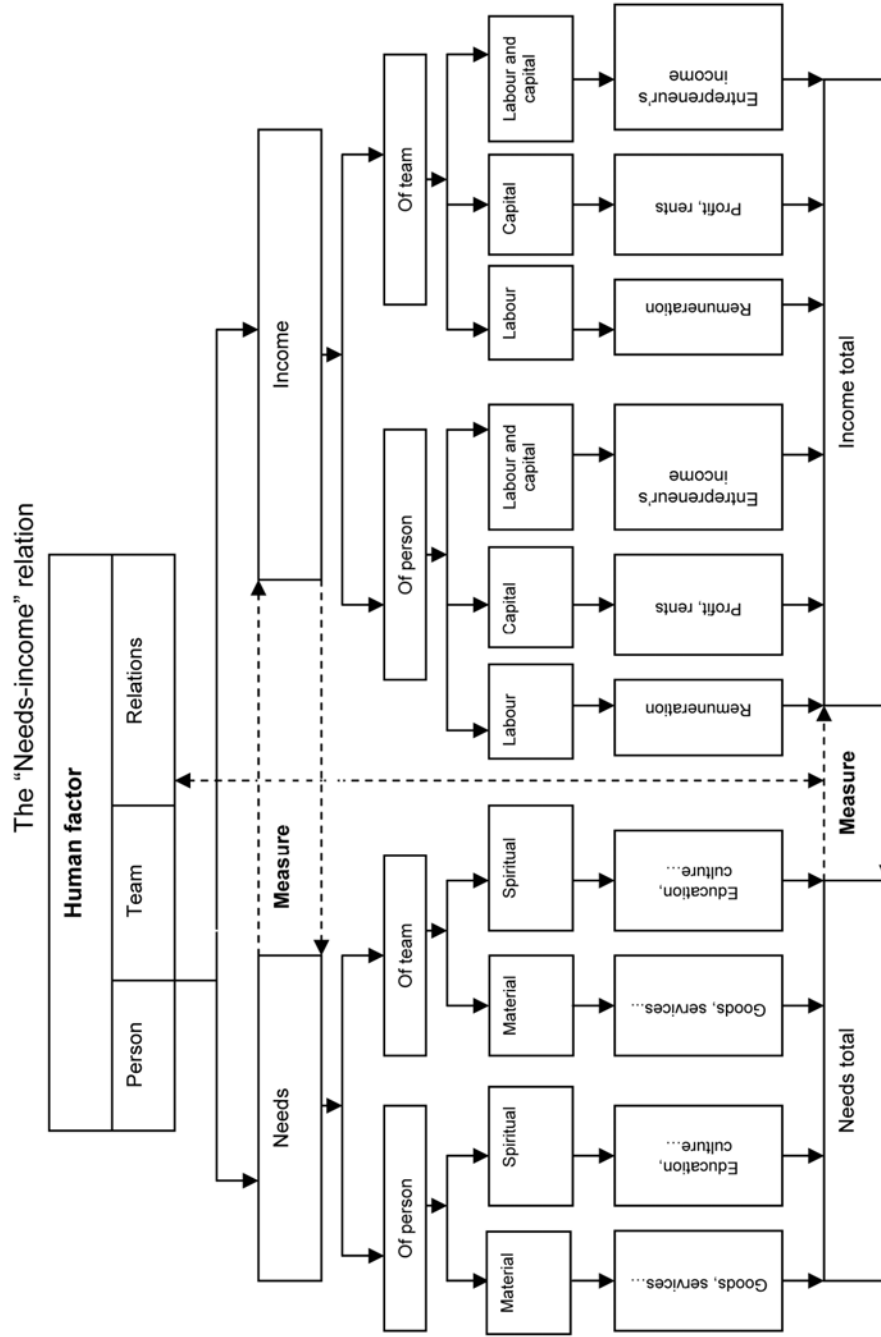 The “Needs-income” relation
Human factor
Person
Team
Relations
Needs
Measure
Income
Of person
Of team
Of person
Of team
Material
Spiritual
Material
Spiritual
Labour
Capital
Labour and
capital
Labour
Capital
Labour and
capital
Goods, services…
Education,
culture…
Goods, services…
Education,
culture…
Remuneration
Profit, rents
Entrepreneur's
income
Remuneration
Profit, rents
Entrepreneur's
income
Needs total
Measure
Income total